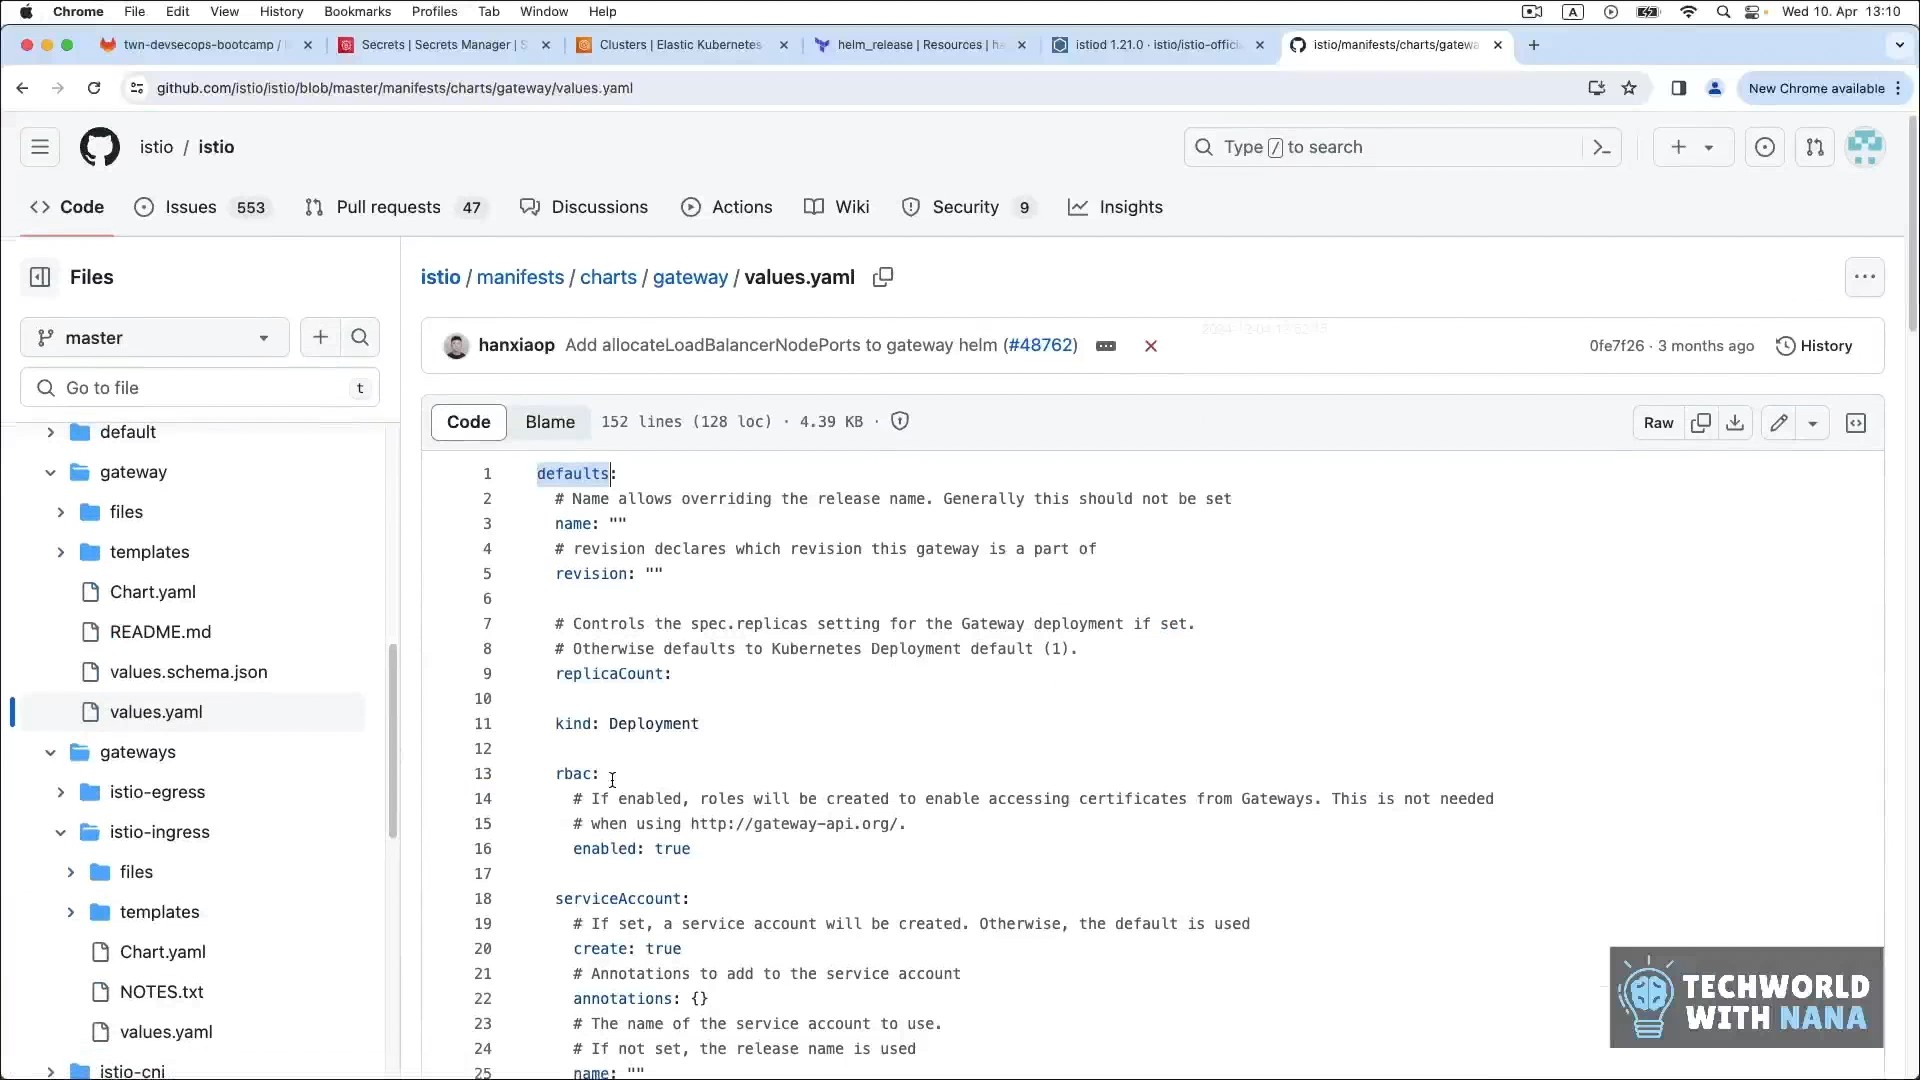 Chrome File Edit View History Bookmarks Profiles Tab Window Help A Wed 10. Apr 13:10
twn-devsecops-bootcamp / Secrets | Secrets Manager | S Clusters | Elastic Kubernetes helm_release | Resources | ha istiod 1.21.0 · istio/istio-offici istio/manifests/charts/gatewa
github.com/istio/istio/blob/master/manifests/charts/gateway/values.yaml New Chrome available
istio / istio Type / to search
Code Issues 553 Pull requests 47 Discussions Actions Wiki Security 9 Insights
Files istio / manifests / charts / gateway / values.yaml
master
hanxiaop Add allocateLoadBalancerNodePorts to gateway helm (#48762) 0fe7f26 · 3 months ago History
Go to file t
Code Blame 152 lines (128 loc) · 4.39 KB · Raw
default
gateway
files
templates
Chart.yaml
README.md
values.schema.json
values.yaml
gateways
istio-egress
istio-ingress
files
templates
Chart.yaml
NOTES.txt
values.yaml
istio-cni
1 defaults:
2 # Name allows overriding the release name. Generally this should not be set
3 name: ""
4 # revision declares which revision this gateway is a part of
5 revision: ""
6
7 # Controls the spec.replicas setting for the Gateway deployment if set.
8 # Otherwise defaults to Kubernetes Deployment default (1).
9 replicaCount:
10
11 kind: Deployment
12
13 rbac:
14 # If enabled, roles will be created to enable accessing certificates from Gateways. This is not needed
15 # when using http://gateway-api.org/.
16 enabled: true
17
18 serviceAccount:
19 # If set, a service account will be created. Otherwise, the default is used
20 create: true
21 # Annotations to add to the service account
22 annotations: {}
23 # The name of the service account to use.
24 # If not set, the release name is used
25 name: ""
TECHWORLD
WITH NANA